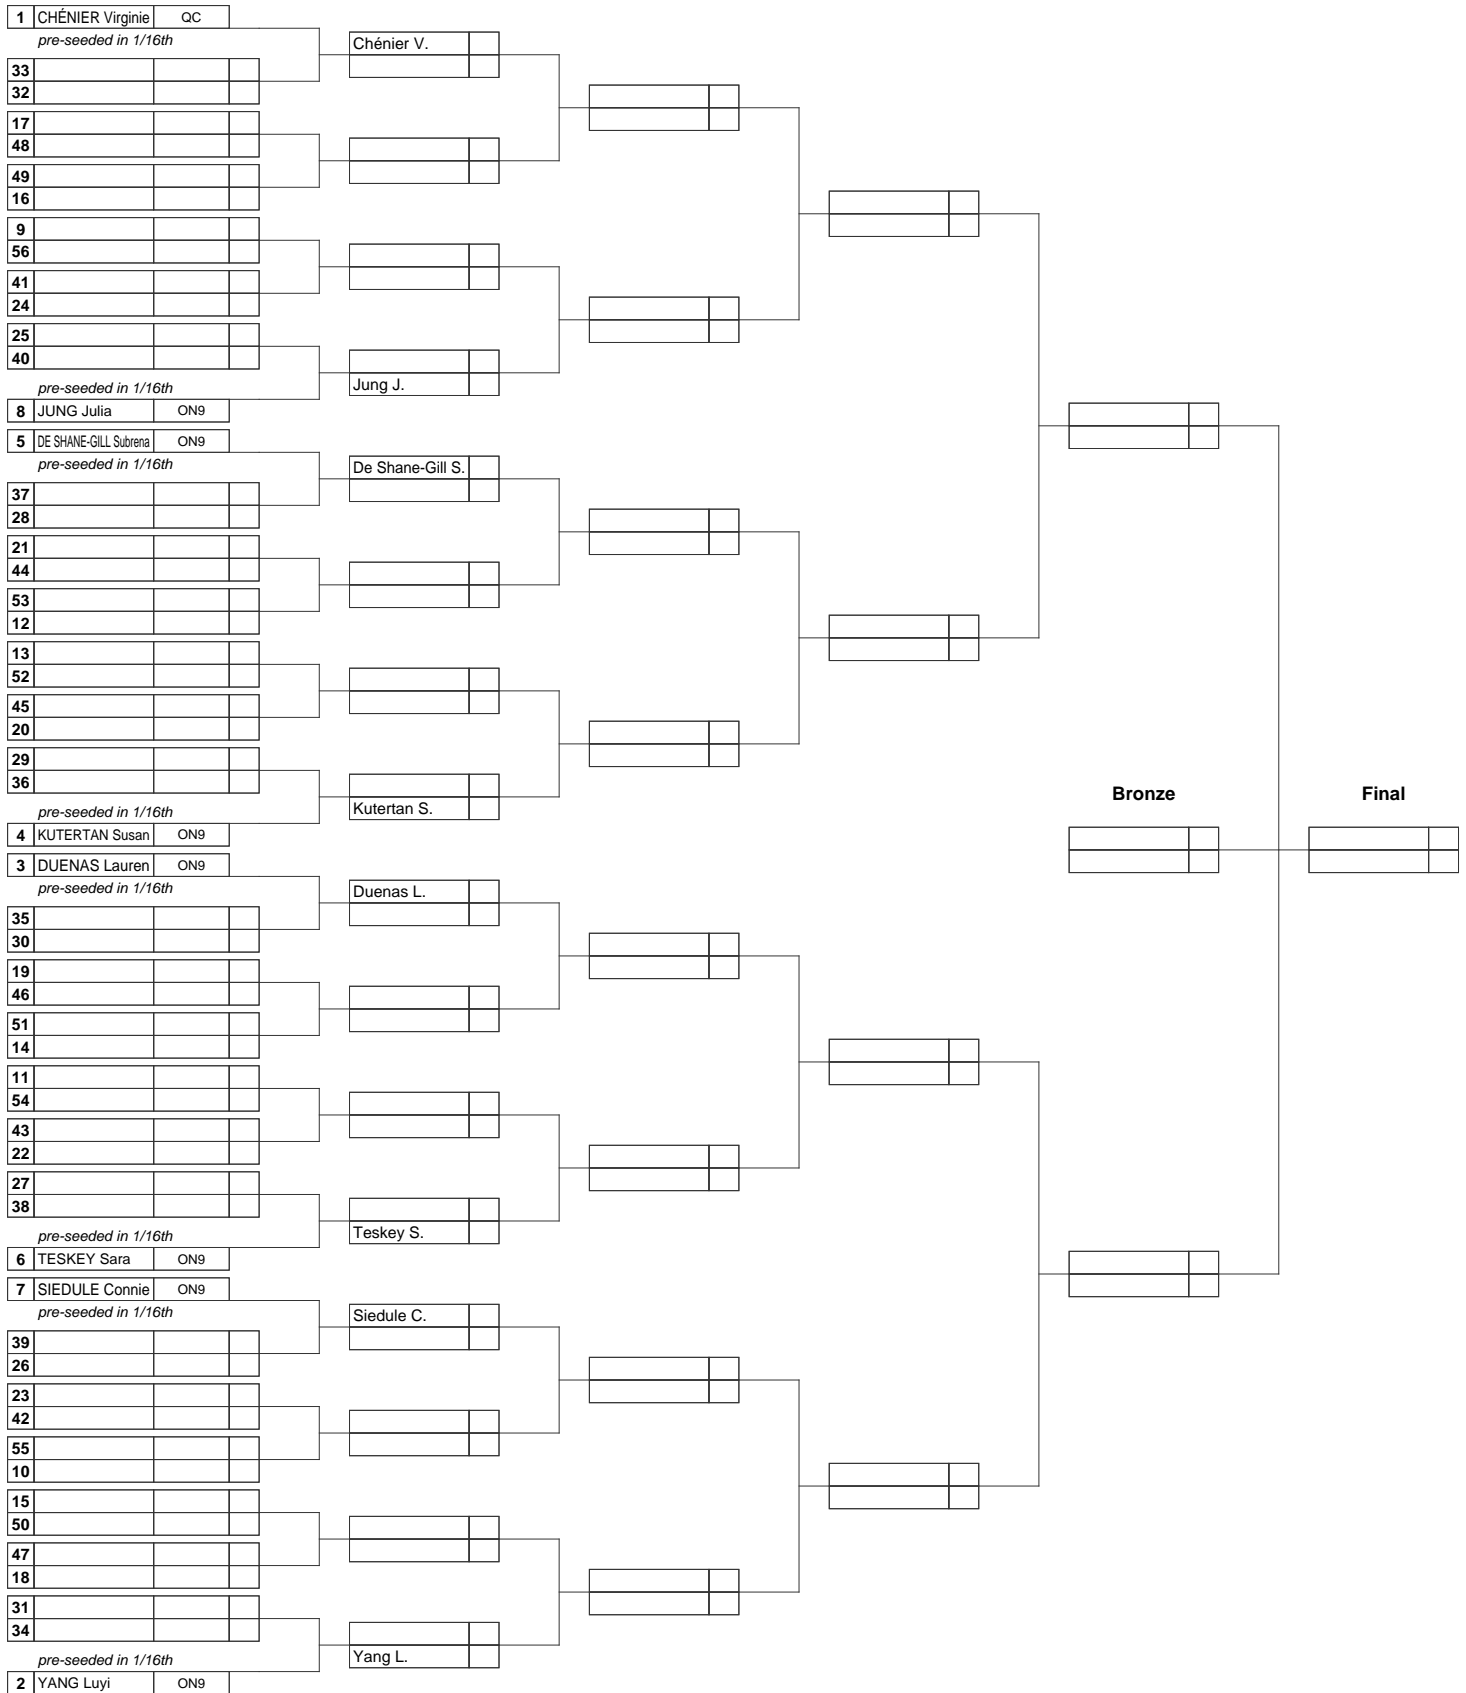 1 CHÉNIER Virginie QC
pre-seeded in 1/16th
Chénier V.
33
32
17
48
49
16
9
56
41
24
25
40
pre-seeded in 1/16th
Jung J.
8 JUNG Julia ON9
5 DE SHANE-GILL Subrena ON9
pre-seeded in 1/16th
De Shane-Gill S.
37
28
21
44
53
12
13
52
45
20
29
36
pre-seeded in 1/16th
Kutertan S.
4 KUTERTAN Susan ON9
Bronze
Final
3 DUENAS Lauren ON9
pre-seeded in 1/16th
Duenas L.
35
30
19
46
51
14
11
54
43
22
27
38
pre-seeded in 1/16th
Teskey S.
6 TESKEY Sara ON9
7 SIEDULE Connie ON9
pre-seeded in 1/16th
Siedule C.
39
26
23
42
55
10
15
50
47
18
31
34
pre-seeded in 1/16th
Yang L.
2 YANG Luyi ON9